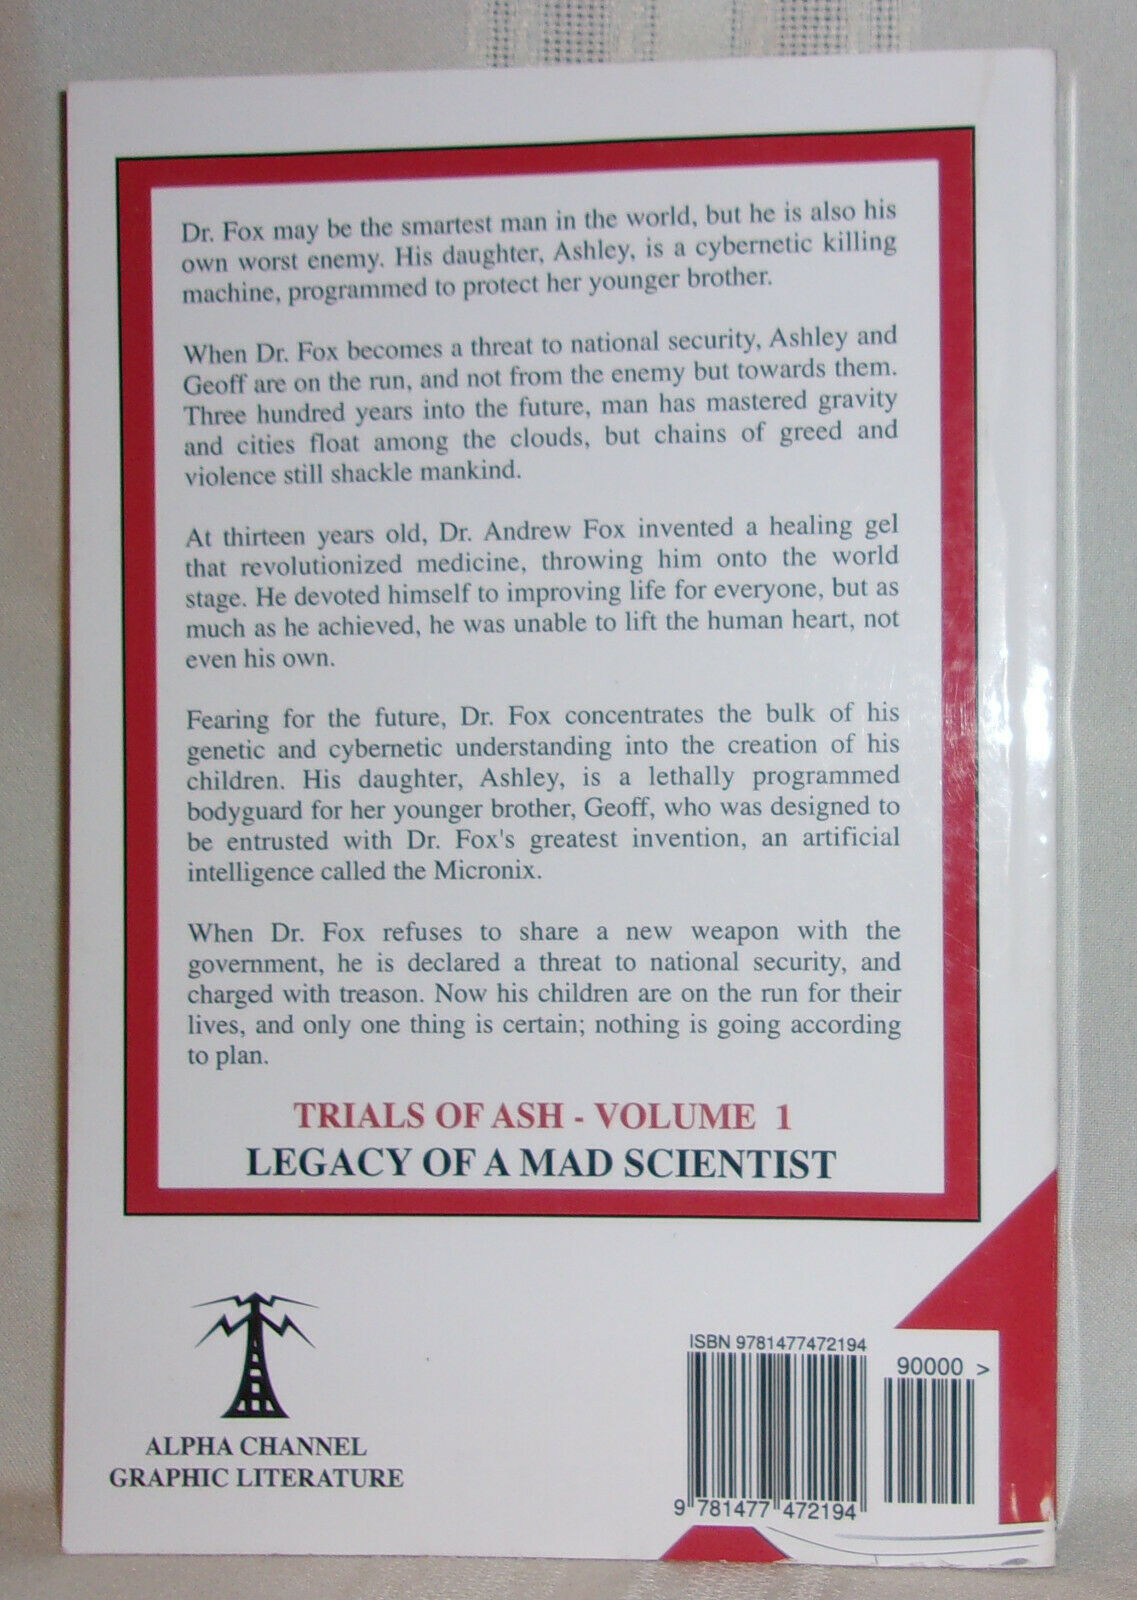 Dr. Fox may be the smartest man in the world, but he is also his
own worst enemy. His daughter, Ashley, is a cybernetic killing
machine, programmed to protect her younger brother.
When Dr. Fox becomes a threat to national security, Ashley and
Geoff are on the run, and not from the enemy but towards them.
Three hundred years into the future, man has mastered gravity
and cities float among the clouds, but chains of greed and
violence still shackle mankind.
At thirteen years old, Dr. Andrew Fox invented a healing gel
that revolutionized medicine, throwing him onto the world
stage. He devoted himself to improving life for everyone, but as
much as he achieved, he was unable to lift the human heart, not
even his own.
Fearing for the future, Dr. Fox concentrates the bulk of his
genetic and cybernetic understanding into the creation of his
children. His daughter, Ashley, is a lethally programmed
bodyguard for her younger brother, Geoff, who was designed to
be entrusted with Dr. Fox's greatest invention, an artificial
intelligence called the Micronix.
When Dr. Fox refuses to share a new weapon with the
government, he is declared a threat to national security, and
charged with treason. Now his children are on the run for their
lives, and only one thing is certain; nothing is going according
to plan.
TRIALS OF ASH - VOLUME 1
LEGACY OF A MAD SCIENTIST
ALPHA CHANNEL
GRAPHIC LITERATURE
ISBN 9781477472194
90000 >
9 781477 472194